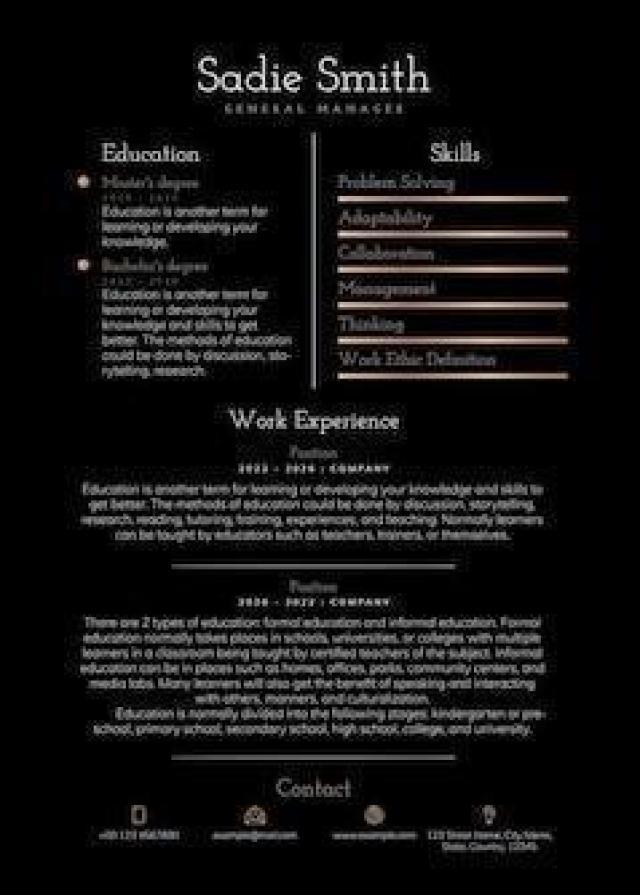 Sadie Smith
GENERAL MANAGER
Education
Master's degree
Education is another term for
learning or developing your
knowledge.
Bachelor's degree
Education is another term for
learning or developing your
knowledge and skills to get
better. The methods of education
could be done by discussion, sto-
rytelling, research.
Skills
Problem Solving
Adaptability
Collaboration
Management
Thinking
Work Ethic Definition
Work Experience
Position
2022 - 2026 | COMPANY
Education is another term for learning or developing your knowledge and skills to
get better. The methods of education could be done by discussion, storytelling,
research, reading, tutoring, training, experiences, and teaching. Normally learners
can be taught by educators such as teachers, trainers, or themselves.
Position
2020 - 2022 | COMPANY
There are 2 types of education: formal education and informal education. Formal
education normally takes places in schools, universities, or colleges with multiple
learners in a classroom being taught by certified teachers of the subject. Informal
education can be in places such as homes, offices, parks, community centers, and
media labs. Many learners will also get the benefit of speaking and interacting
with others, manners, and culturalization.
Education is normally divided into the following stages: kindergarten or pre-
school, primary school, secondary school, high school, college, and university.
Contact
example@mail.com
www.example.com
123 Street Name, City Name,
State, Country, 12345